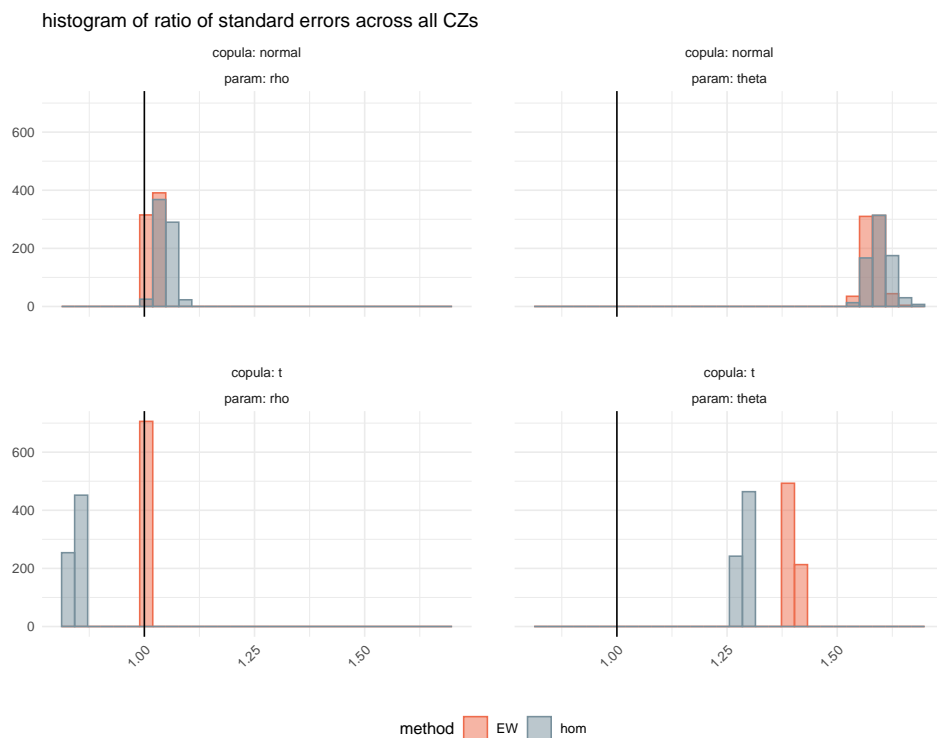 histogram of ratio of standard errors across all CZs
copula: normal
param: rho
copula: normal
param: theta
600
400
200
0
copula: t
param: rho
copula: t
param: theta
600
400
200
0
1.00
1.25
1.50
1.00
1.25
1.50
method EW hom